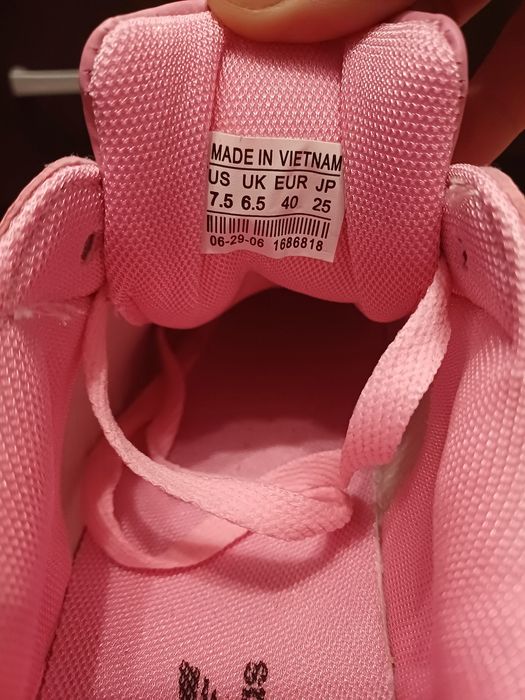 MADE IN VIETNAM
US UK EUR JP
7.5 6.5 40 25
06-29-06 1686818